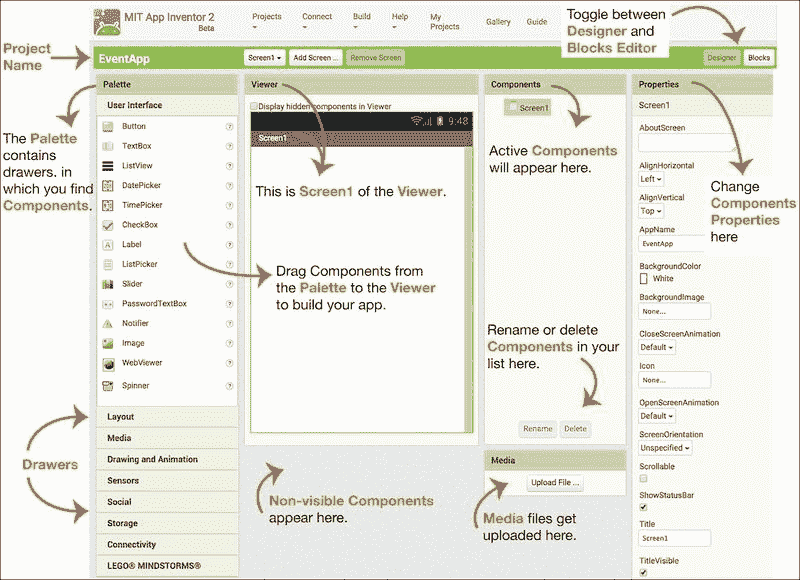 MIT App Inventor 2
Beta
Projects
Connect
Build
Help
My
Projects
Gallery
Guide
Toggle between
Designer and
Blocks Editor
Project
Name
EventApp
Screen1
Add Screen ...
Remove Screen
Designer
Blocks
Palette
User Interface
Button
?
TextBox
?
ListView
?
DatePicker
?
TimePicker
?
CheckBox
?
Label
?
ListPicker
?
Slider
?
PasswordTextBox
?
Notifier
?
Image
?
WebViewer
?
Spinner
?
Layout
Media
Drawing and Animation
Sensors
Social
Storage
Connectivity
LEGO® MINDSTORMS®
The Palette
contains
drawers. in
which you find
Components.
Drawers
Viewer
Display hidden components in Viewer
9:48
Screen1
This is Screen1 of the Viewer.
Drag Components from
the Palette to the Viewer
to build your app.
Non-visible Components
appear here.
Components
Screen1
Active Components
will appear here.
Rename or delete
Components in your
list here.
Rename
Delete
Media
Upload File ...
Media files get
uploaded here.
Properties
Screen1
AboutScreen
AlignHorizontal
Left
AlignVertical
Top
AppName
EventApp
BackgroundColor
White
BackgroundImage
None...
CloseScreenAnimation
Default
Icon
None...
OpenScreenAnimation
Default
ScreenOrientation
Unspecified
Scrollable
ShowStatusBar
Title
Screen1
TitleVisible
Change
Components
Properties
here